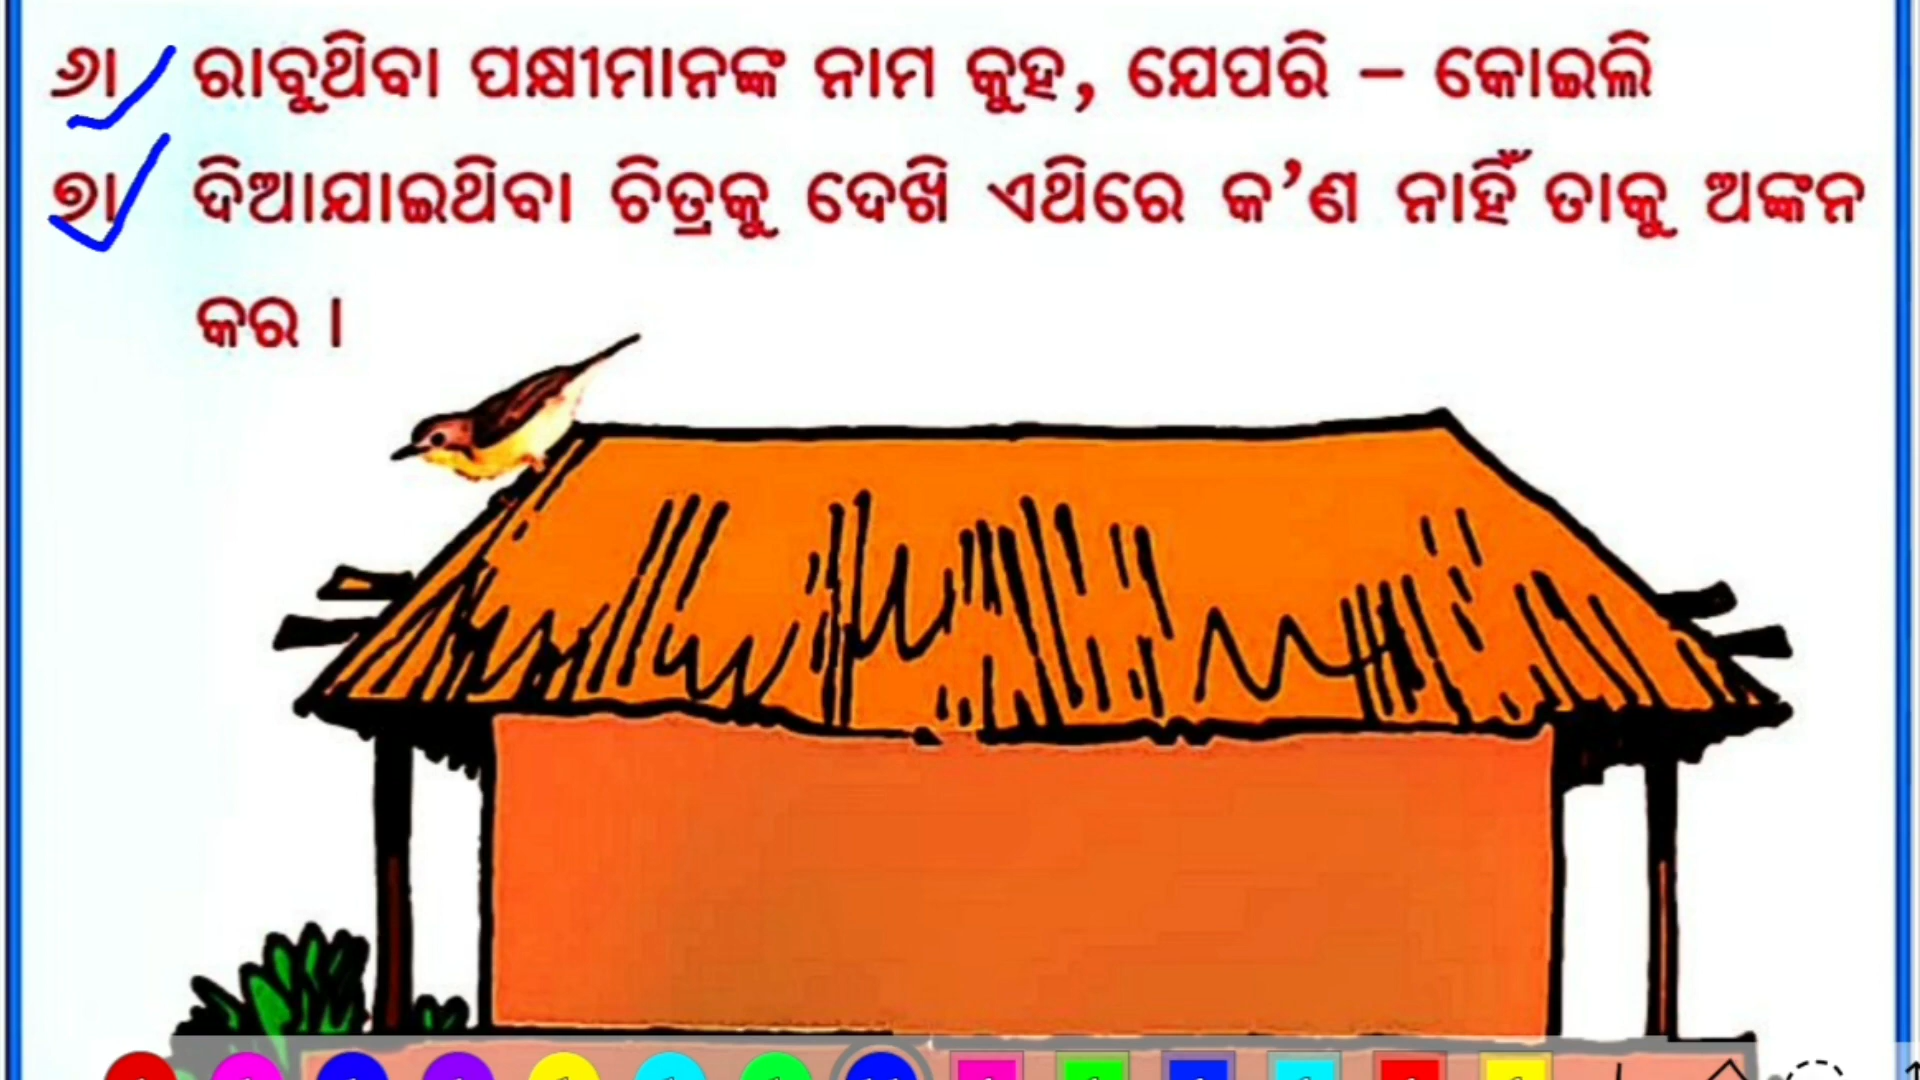 ୬। ରାବୁଥିବା ପକ୍ଷୀମାନଙ୍କ ନାମ କୁହ, ଯେପରି – କୋଇଲି
୭। ଦିଆଯାଇଥିବା ଚିତ୍ରକୁ ଦେଖି ଏଥିରେ କ’ଣ ନାହିଁ ତାକୁ ଅଙ୍କନ
କର ।